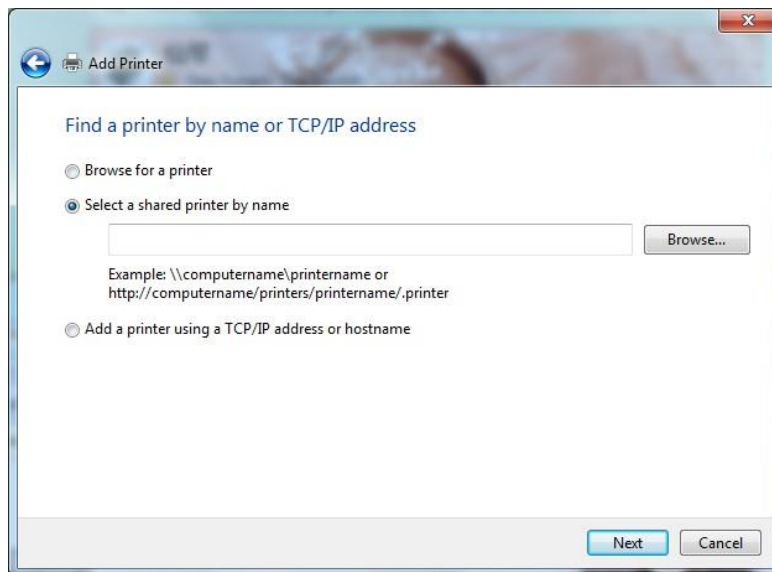 Add Printer
Find a printer by name or TCP/IP address
Browse for a printer
Select a shared printer by name
Browse...
Example: \\computername\printername or
http://computername/printers/printername/.printer
Add a printer using a TCP/IP address or hostname
Next
Cancel